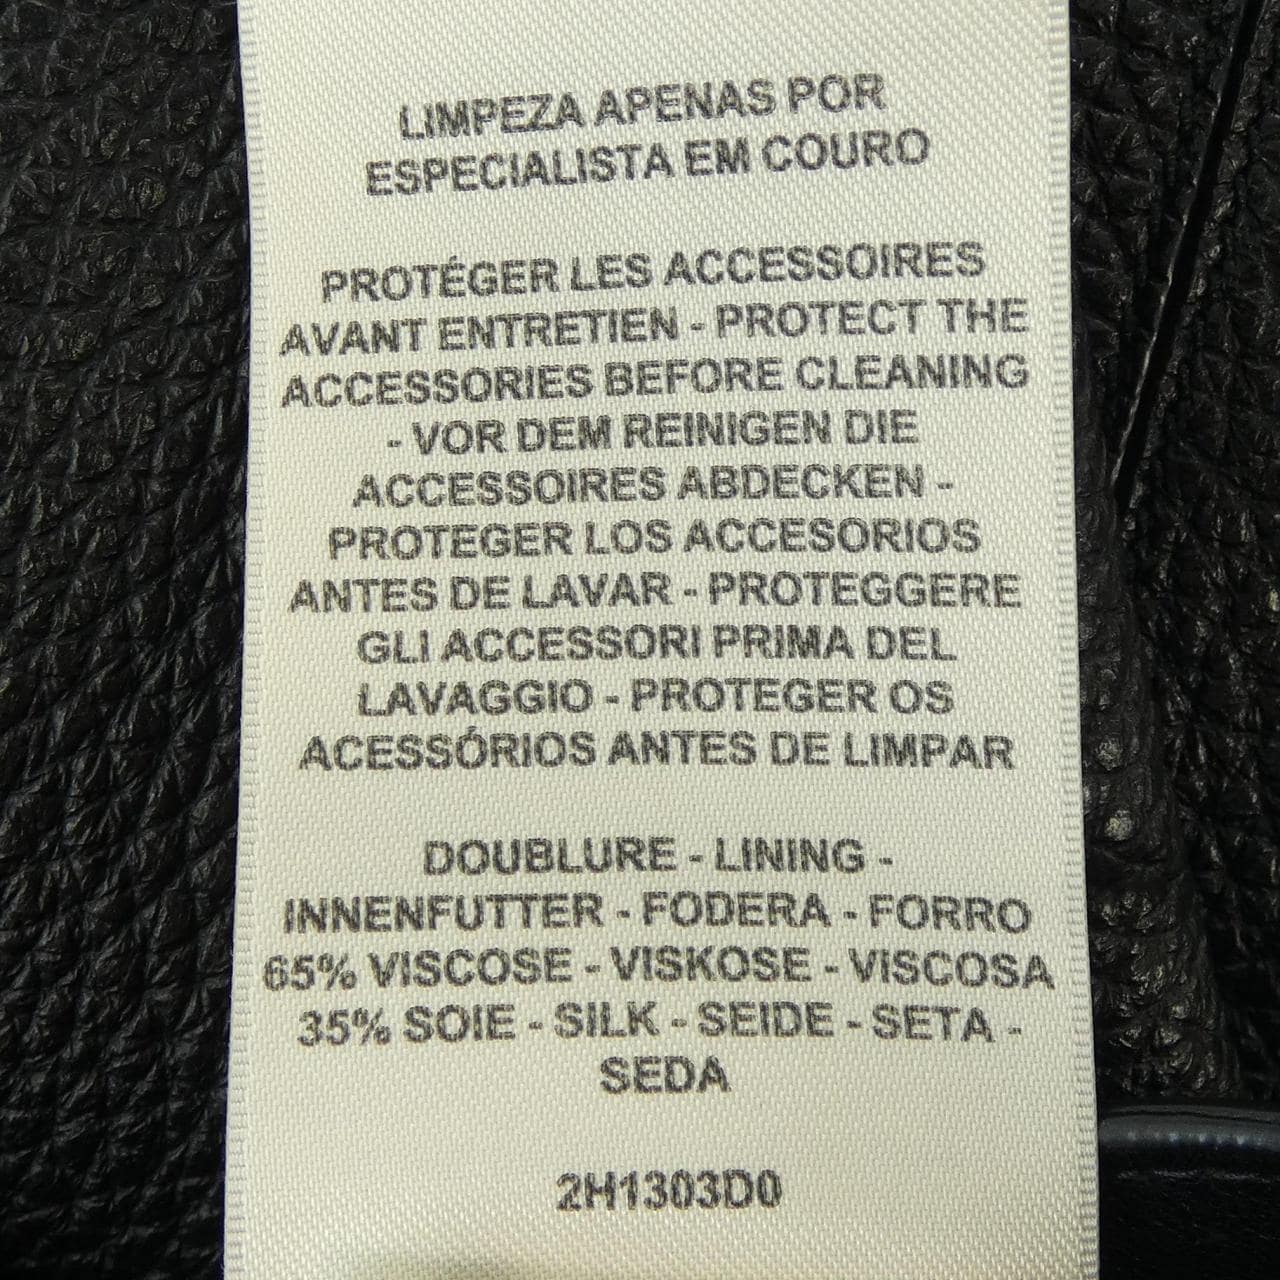 LIMPEZA APENAS POR
ESPECIALISTA EM COURO
PROTÉGER LES ACCESSOIRES
AVANT ENTRETIEN - PROTECT THE
ACCESSORIES BEFORE CLEANING
- VOR DEM REINIGEN DIE
ACCESSOIRES ABDECKEN -
PROTEGER LOS ACCESORIOS
ANTES DE LAVAR - PROTEGGERE
GLI ACCESSORI PRIMA DEL
LAVAGGIO - PROTEGER OS
ACESSÓRIOS ANTES DE LIMPAR
DOUBLURE - LINING -
INNENFUTTER - FODERA - FORRO
65% VISCOSE - VISKOSE - VISCOSA
35% SOIE - SILK - SEIDE - SETA -
SEDA
2H1303D0